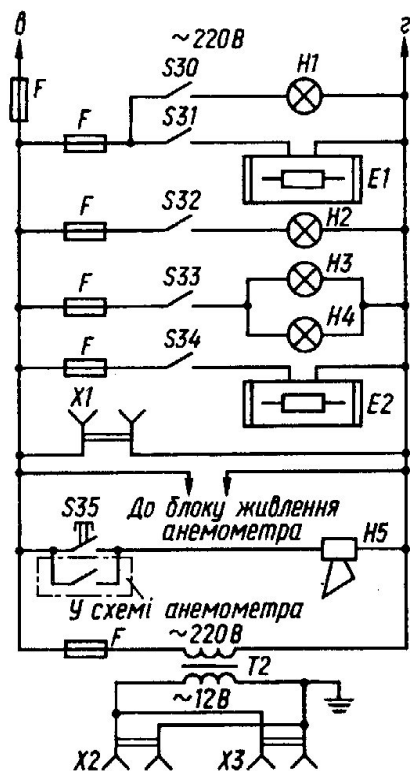 в
г
~220В
F
S30
H1
F
S31
E1
F
S32
H2
F
S33
H3
H4
F
S34
E2
X1
До блоку живлення
анемометра
S35
H5
У схемі анемометра
F
~220В
T2
~12В
X2
X3